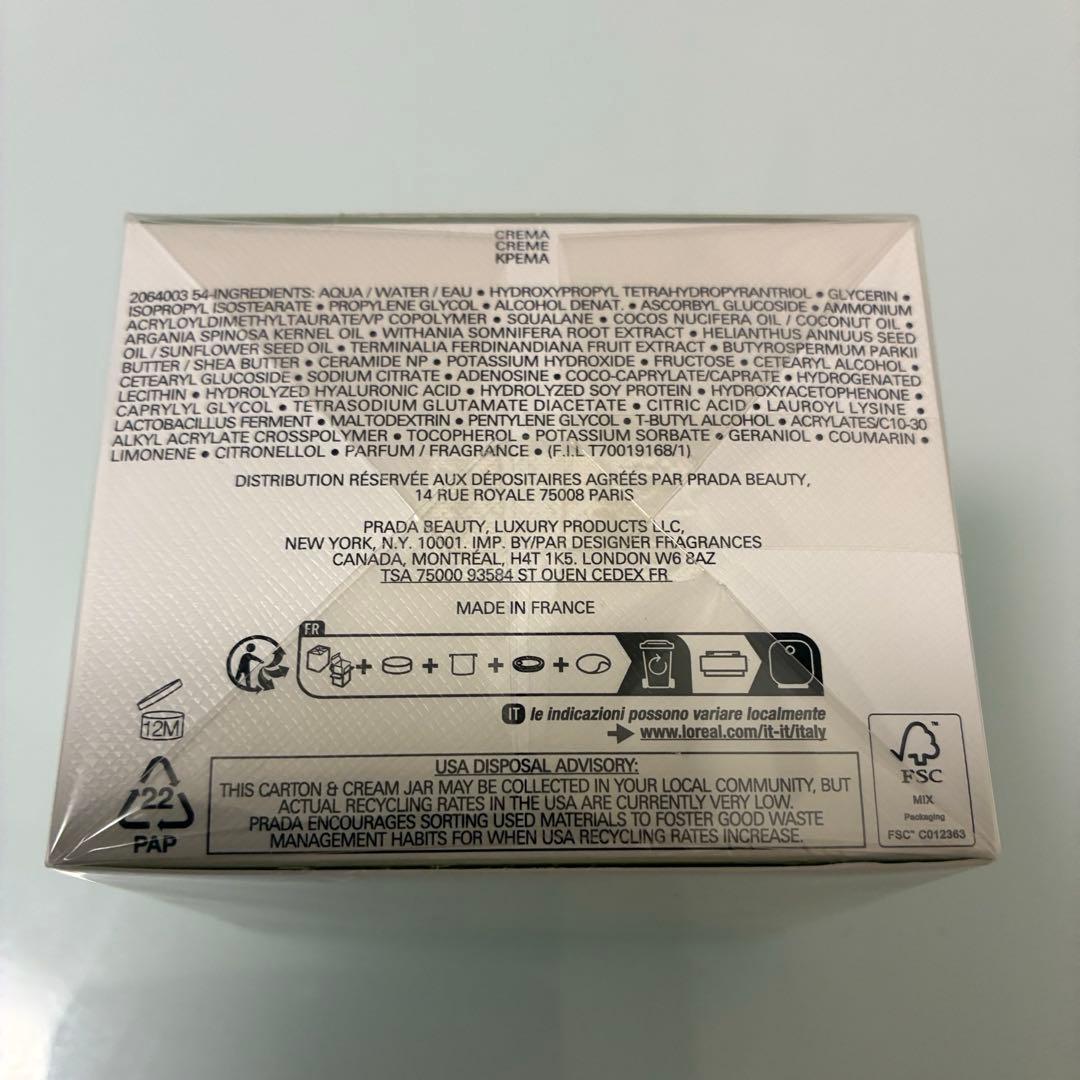 CREMA
CREME
КРЕМА
2064003 54-INGREDIENTS: AQUA / WATER / EAU • HYDROXYPROPYL TETRAHYDROPYRANTRIOL • GLYCERIN •
ISOPROPYL ISOSTEARATE • PROPYLENE GLYCOL • ALCOHOL DENAT. • ASCORBYL GLUCOSIDE • AMMONIUM
ACRYLOYLDIMETHYLTAURATE/VP COPOLYMER • SQUALANE • COCOS NUCIFERA OIL / COCONUT OIL •
ARGANIA SPINOSA KERNEL OIL • WITHANIA SOMNIFERA ROOT EXTRACT • HELIANTHUS ANNUUS SEED
OIL / SUNFLOWER SEED OIL • TERMINALIA FERDINANDIANA FRUIT EXTRACT • BUTYROSPERMUM PARKII
BUTTER / SHEA BUTTER • CERAMIDE NP • POTASSIUM HYDROXIDE • FRUCTOSE • CETEARYL ALCOHOL •
CETEARYL GLUCOSIDE • SODIUM CITRATE • ADENOSINE • COCO-CAPRYLATE/CAPRATE • HYDROGENATED
LECITHIN • HYDROLYZED HYALURONIC ACID • HYDROLYZED SOY PROTEIN • HYDROXYACETOPHENONE •
CAPRYLYL GLYCOL • TETRASODIUM GLUTAMATE DIACETATE • CITRIC ACID • LAUROYL LYSINE •
LACTOBACILLUS FERMENT • MALTODEXTRIN • PENTYLENE GLYCOL • T-BUTYL ALCOHOL • ACRYLATES/C10-30
ALKYL ACRYLATE CROSSPOLYMER • TOCOPHEROL • POTASSIUM SORBATE • GERANIOL • COUMARIN •
LIMONENE • CITRONELLOL • PARFUM / FRAGRANCE • (F.I.L T70019168/1)
DISTRIBUTION RÉSERVÉE AUX DÉPOSITAIRES AGRÉÉS PAR PRADA BEAUTY,
14 RUE ROYALE 75008 PARIS
PRADA BEAUTY, LUXURY PRODUCTS LLC,
NEW YORK, N.Y. 10001. IMP. BY/PAR DESIGNER FRAGRANCES
CANADA, MONTRÉAL, H4T 1K5. LONDON W6 8AZ
TSA 75000 93584 ST OUEN CEDEX FR
MADE IN FRANCE
FR
+ + + +
12M
IT le indicazioni possono variare localmente
www.loreal.com/it-it/italy
22
PAP
USA DISPOSAL ADVISORY:
THIS CARTON & CREAM JAR MAY BE COLLECTED IN YOUR LOCAL COMMUNITY, BUT
ACTUAL RECYCLING RATES IN THE USA ARE CURRENTLY VERY LOW.
PRADA ENCOURAGES SORTING USED MATERIALS TO FOSTER GOOD WASTE
MANAGEMENT HABITS FOR WHEN USA RECYCLING RATES INCREASE.
FSC™
MIX
Packaging
FSC™ C012363